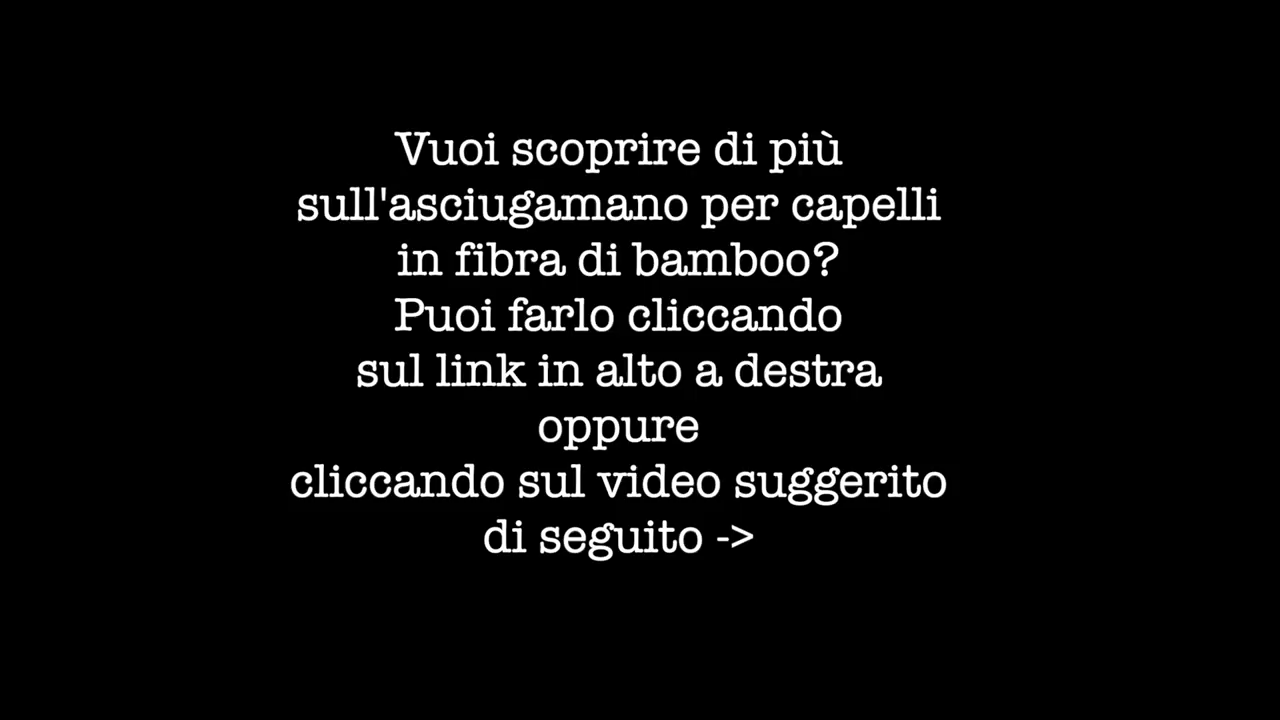 Vuoi scoprire di più
sull'asciugamano per capelli
in fibra di bamboo?
Puoi farlo cliccando
sul link in alto a destra
oppure
cliccando sul video suggerito
di seguito ->